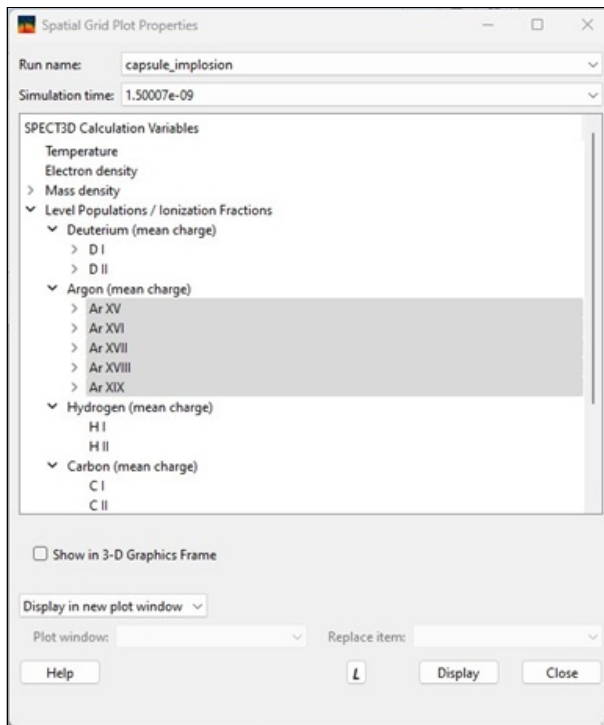 Spatial Grid Plot Properties
Run name: capsule_implosion
Simulation time: 1.50007e-09
SPECT3D Calculation Variables
Temperature
Electron density
Mass density
Level Populations / Ionization Fractions
Deuterium (mean charge)
D I
D II
Argon (mean charge)
Ar XV
Ar XVI
Ar XVII
Ar XVIII
Ar XIX
Hydrogen (mean charge)
H I
H II
Carbon (mean charge)
C I
C II
Show in 3-D Graphics Frame
Display in new plot window
Plot window: Replace item:
Help L Display Close